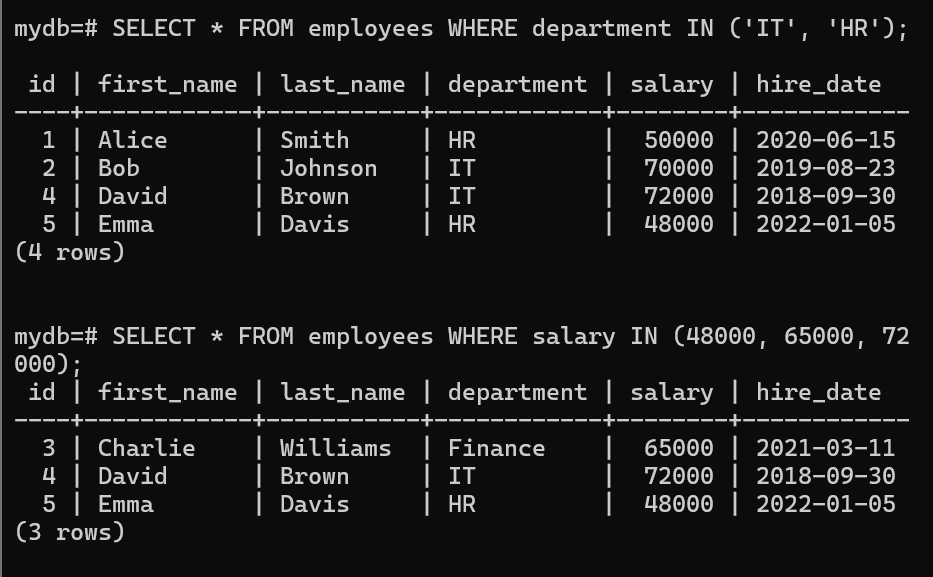 mydb=# SELECT * FROM employees WHERE department IN ('IT', 'HR');
 id | first_name | last_name | department | salary | hire_date
----+------------+-----------+------------+--------+------------
  1 | Alice      | Smith     | HR         |  50000 | 2020-06-15
  2 | Bob        | Johnson   | IT         |  70000 | 2019-08-23
  4 | David      | Brown     | IT         |  72000 | 2018-09-30
  5 | Emma       | Davis     | HR         |  48000 | 2022-01-05
(4 rows)
mydb=# SELECT * FROM employees WHERE salary IN (48000, 65000, 72
000);
 id | first_name | last_name | department | salary | hire_date
----+------------+-----------+------------+--------+------------
  3 | Charlie    | Williams  | Finance    |  65000 | 2021-03-11
  4 | David      | Brown     | IT         |  72000 | 2018-09-30
  5 | Emma       | Davis     | HR         |  48000 | 2022-01-05
(3 rows)